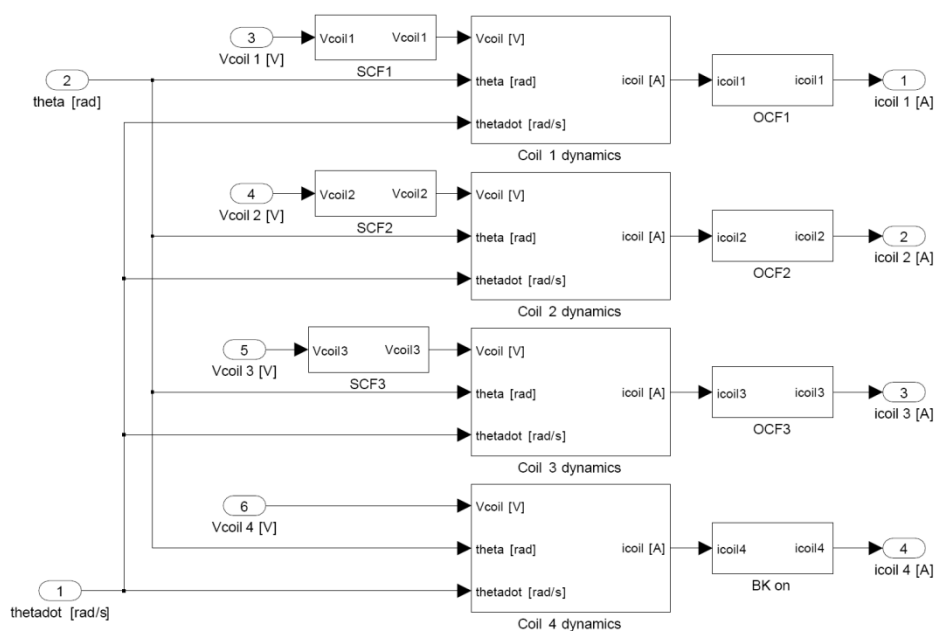 3
Vcoil 1 [V]
Vcoil1 Vcoil1
SCF1
Vcoil [V]
theta [rad]
thetadot [rad/s]
icoil [A]
Coil 1 dynamics
icoil1 icoil1
OCF1
1
icoil 1 [A]
2
theta [rad]
4
Vcoil 2 [V]
Vcoil2 Vcoil2
SCF2
Vcoil [V]
theta [rad]
thetadot [rad/s]
icoil [A]
Coil 2 dynamics
icoil2 icoil2
OCF2
2
icoil 2 [A]
5
Vcoil 3 [V]
Vcoil3 Vcoil3
SCF3
Vcoil [V]
theta [rad]
thetadot [rad/s]
icoil [A]
Coil 3 dynamics
icoil3 icoil3
OCF3
3
icoil 3 [A]
6
Vcoil 4 [V]
Vcoil [V]
theta [rad]
thetadot [rad/s]
icoil [A]
Coil 4 dynamics
icoil4 icoil4
BK on
4
icoil 4 [A]
1
thetadot [rad/s]